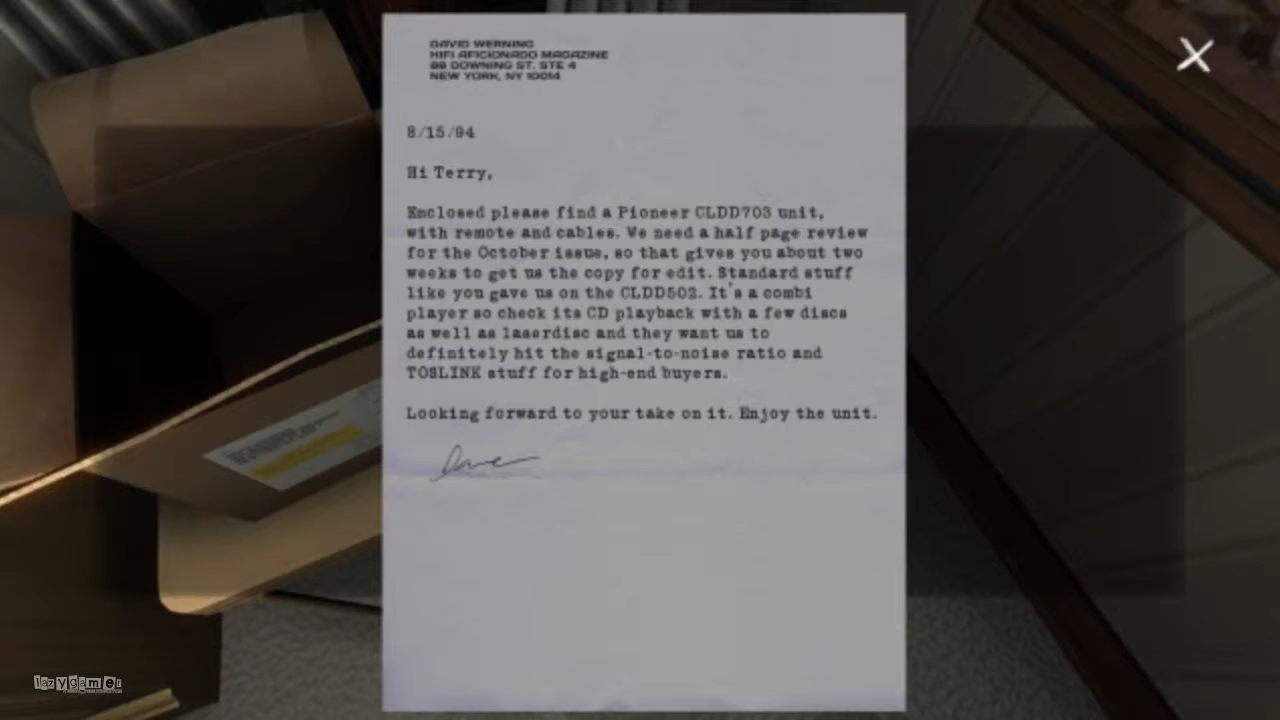 DAVID WERNING
HIFI AFICIONADO MAGAZINE
88 DOWNING ST. STE 4
NEW YORK, NY 10014
8/15/94
Hi Terry,
Enclosed please find a Pioneer CLDD703 unit,
with remote and cables. We need a half page review
for the October issue, so that gives you about two
weeks to get us the copy for edit. Standard stuff
like you gave us on the CLDD502. It's a combi
player so check its CD playback with a few discs
as well as laserdisc and they want us to
definitely hit the signal-to-noise ratio and
TOSLINK stuff for high-end buyers.
Looking forward to your take on it. Enjoy the unit.
Dave
lazygamer